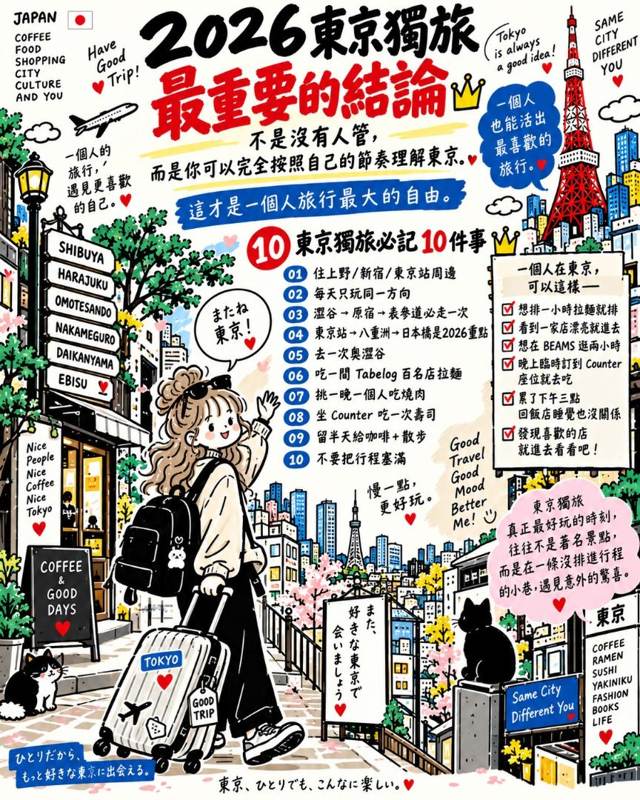 JAPAN
COFFEE
FOOD
SHOPPING
CITY
CULTURE
AND YOU
Have
Good
Trip!
2026東京獨旅
最重要的結論
Tokyo
is always
a good idea!
SAME
CITY
DIFFERENT
YOU
不是沒有人管，
而是你可以完全按照自己的節奏理解東京。
這才是一個人旅行最大的自由。
一個人的
旅行，
遇見更喜歡
的自己。
一個人
也能活出
最喜歡的
旅行。
SHIBUYA
HARAJUKU
OMOTESANDO
NAKAMEGURO
DAIKANYAMA
EBISU
10 東京獨旅必記10件事
01 住上野/新宿/東京站周邊
02 每天只玩同一方向
03 澀谷→原宿→表參道必走一次
04 東京站→八重洲→日本橋是2026重點
05 去一次奧澀谷
06 吃一間 Tabelog 百名店拉麵
07 挑一晚一個人吃燒肉
08 坐 Counter 吃一次壽司
09 留半天給咖啡+散步
10 不要把行程塞滿
一個人在東京，
可以這樣—
想排一小時拉麵就排
看到一家店漂亮就進去
想在 BEAMS 逛兩小時
晚上臨時訂到 Counter
座位就去吃
累了下午三點
回飯店睡覺也沒關係
發現喜歡的店
就進去看看吧！
またね
東京！
Nice
People
Nice
Coffee
Nice
Tokyo
慢一點，
更好玩。
Good
Travel
Good
Mood
Better
Me!
東京獨旅
真正最好玩的時刻，
往往不是著名景點，
而是在一條沒排進行程
的小巷，遇見意外的驚喜。
COFFEE
&
GOOD
DAYS
TOKYO
GOOD
TRIP
また、
好きな東京で
会いましょう
Same City
Different You
東京
COFFEE
RAMEN
SUSHI
YAKINIKU
FASHION
BOOKS
LIFE
ひとりだから、
もっと好きな東京に出会える。
東京、ひとりでも、こんなに楽しい。